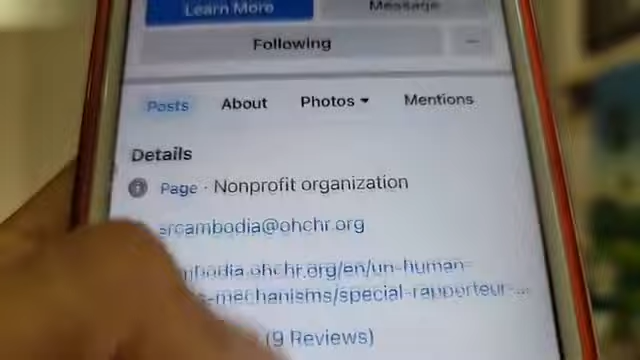 Learn More
Message
Following
Posts
About
Photos
Mentions
Details
Page · Nonprofit organization
srcambodia@ohchr.org
mbodia.ohchr.org/en/un-human-
s-mechanisms/special-rapporteur-...
(9 Reviews)